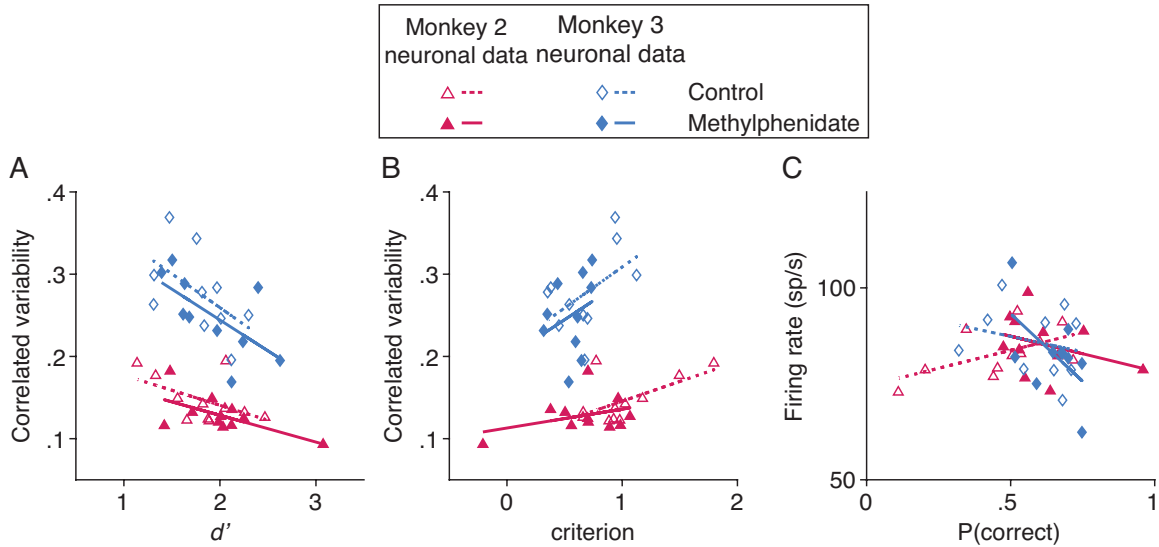 Monkey 2 Monkey 3
neuronal data neuronal data
Control
Methylphenidate
A
B
C
Correlated variability
.4
.3
.2
.1
1 2 3
d'
Correlated variability
.4
.3
.2
.1
0 1 2
criterion
Firing rate (sp/s)
100
50
0 .5 1
P(correct)